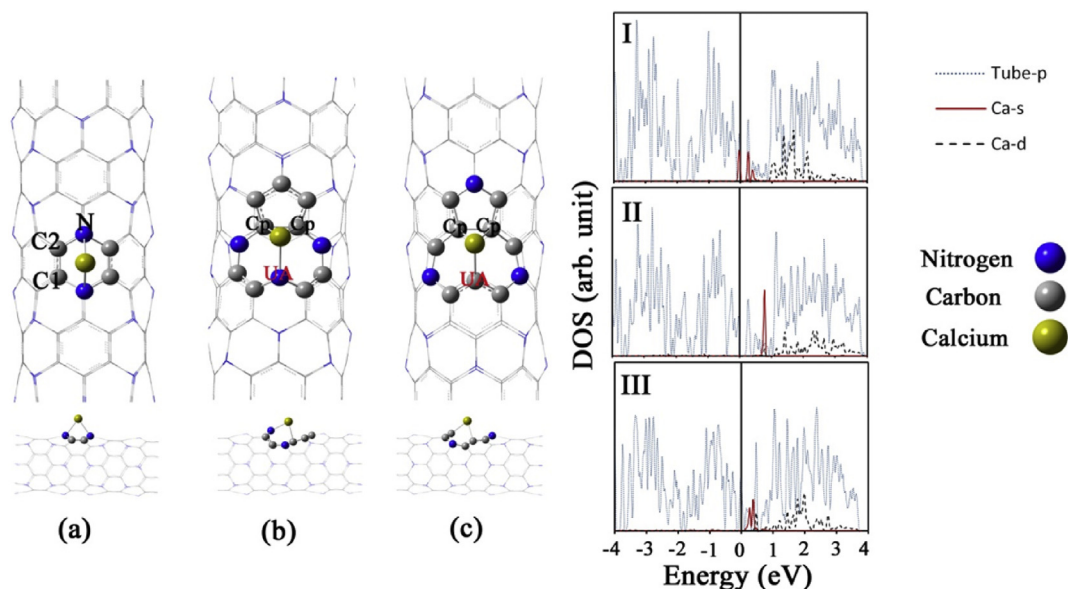 N
C2
C1
Cp Cp
UA
Cp Cp
UA
(a) (b) (c)
DOS (arb. unit)
I
II
III
-4 -3 -2 -1 0 1 2 3 4
Energy (eV)
Tube-p
Ca-s
Ca-d
Nitrogen
Carbon
Calcium